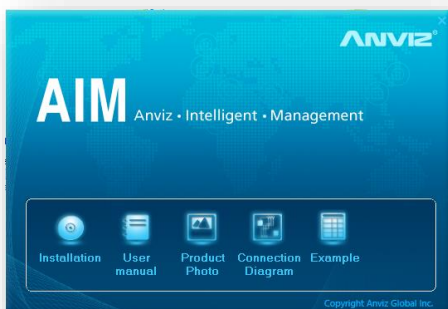 ANVIZ®
AIM Anviz • Intelligent • Management
Installation
User
manual
Product
Photo
Connection
Diagram
Example
Copyright Anviz Global Inc.